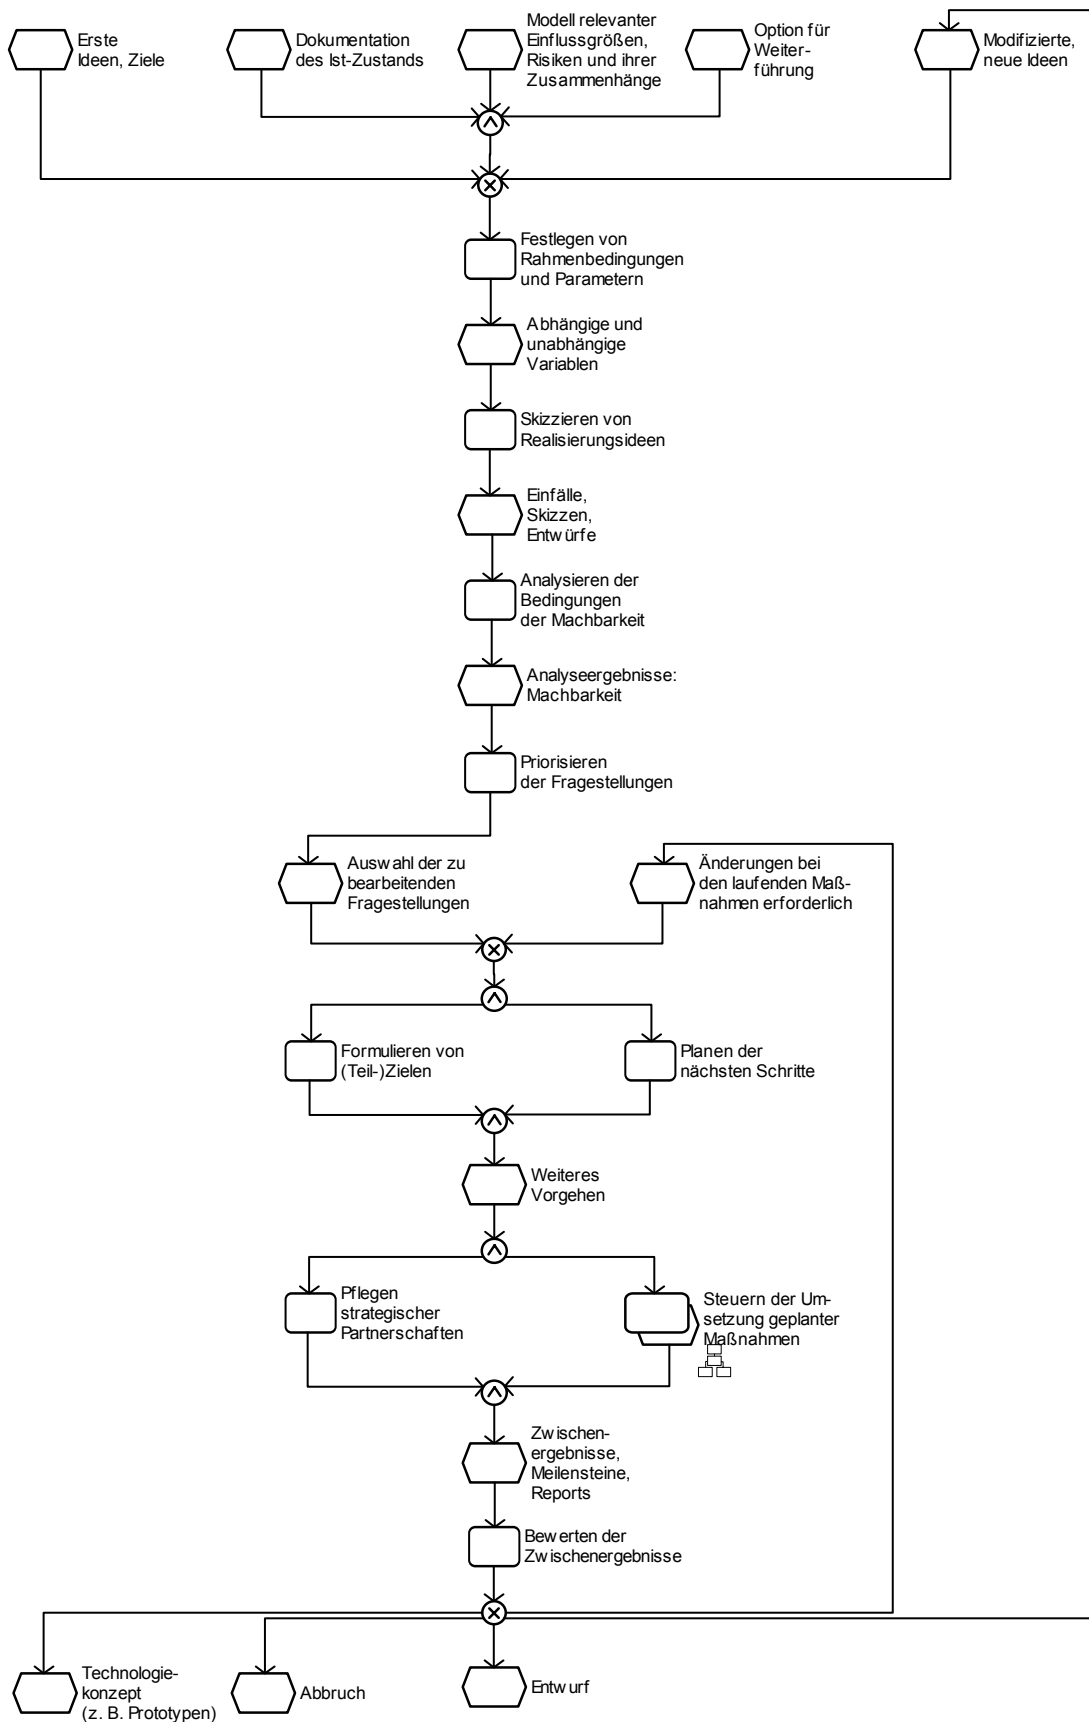 Erste
Ideen, Ziele
Dokumentation
des Ist-Zustands
Modell relevanter
Einflussgrößen,
Risiken und ihrer
Zusammenhänge
Option für
Weiter-
führung
Modifizierte,
neue Ideen
Festlegen von
Rahmenbedingungen
und Parametern
Abhängige und
unabhängige
Variablen
Skizzieren von
Realisierungsideen
Einfälle,
Skizzen,
Entwürfe
Analysieren der
Bedingungen
der Machbarkeit
Analyseergebnisse:
Machbarkeit
Priorisieren
der Fragestellungen
Auswahl der zu
bearbeitenden
Fragestellungen
Änderungen bei
den laufenden Maß-
nahmen erforderlich
Formulieren von
(Teil-)Zielen
Planen der
nächsten Schritte
Weiteres
Vorgehen
Pflegen
strategischer
Partnerschaften
Steuern der Um-
setzung geplanter
Maßnahmen
Zwischen-
ergebnisse,
Meilensteine,
Reports
Bewerten der
Zwischenergebnisse
Technologie-
konzept
(z. B. Prototypen)
Abbruch
Entwurf